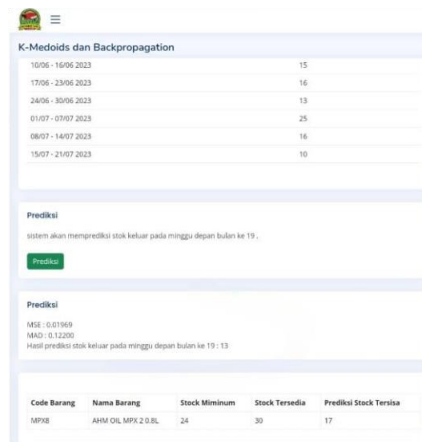 K-Medoids dan Backpropagation
10/06 - 16/06 2023 15
17/06 - 23/06 2023 16
24/06 - 30/06 2023 13
01/07 - 07/07 2023 25
08/07 - 14/07 2023 16
15/07 - 21/07 2023 10
Prediksi
sistem akan memprediksi stok keluar pada minggu depan bulan ke 19 .
Prediksi
Prediksi
MSE : 0.01969
MAD : 0.12200
Hasil prediksi stok keluar pada minggu depan bulan ke 19 : 13
Code Barang Nama Barang Stock Miminum Stock Tersedia Prediksi Stock Tersisa
MPX8 AHM OIL MPX 2 0.8L 24 30 17